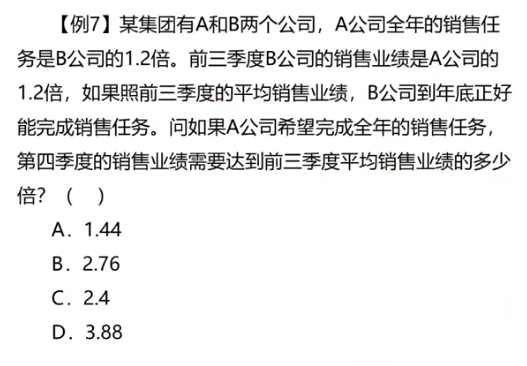 【例7】某集团有A和B两个公司，A公司全年的销售任
务是B公司的1.2倍。前三季度B公司的销售业绩是A公司的
1.2倍，如果照前三季度的平均销售业绩，B公司到年底正好
能完成销售任务。问如果A公司希望完成全年的销售任务，
第四季度的销售业绩需要达到前三季度平均销售业绩的多少
倍？（ ）
A．1.44
B．2.76
C．2.4
D．3.88